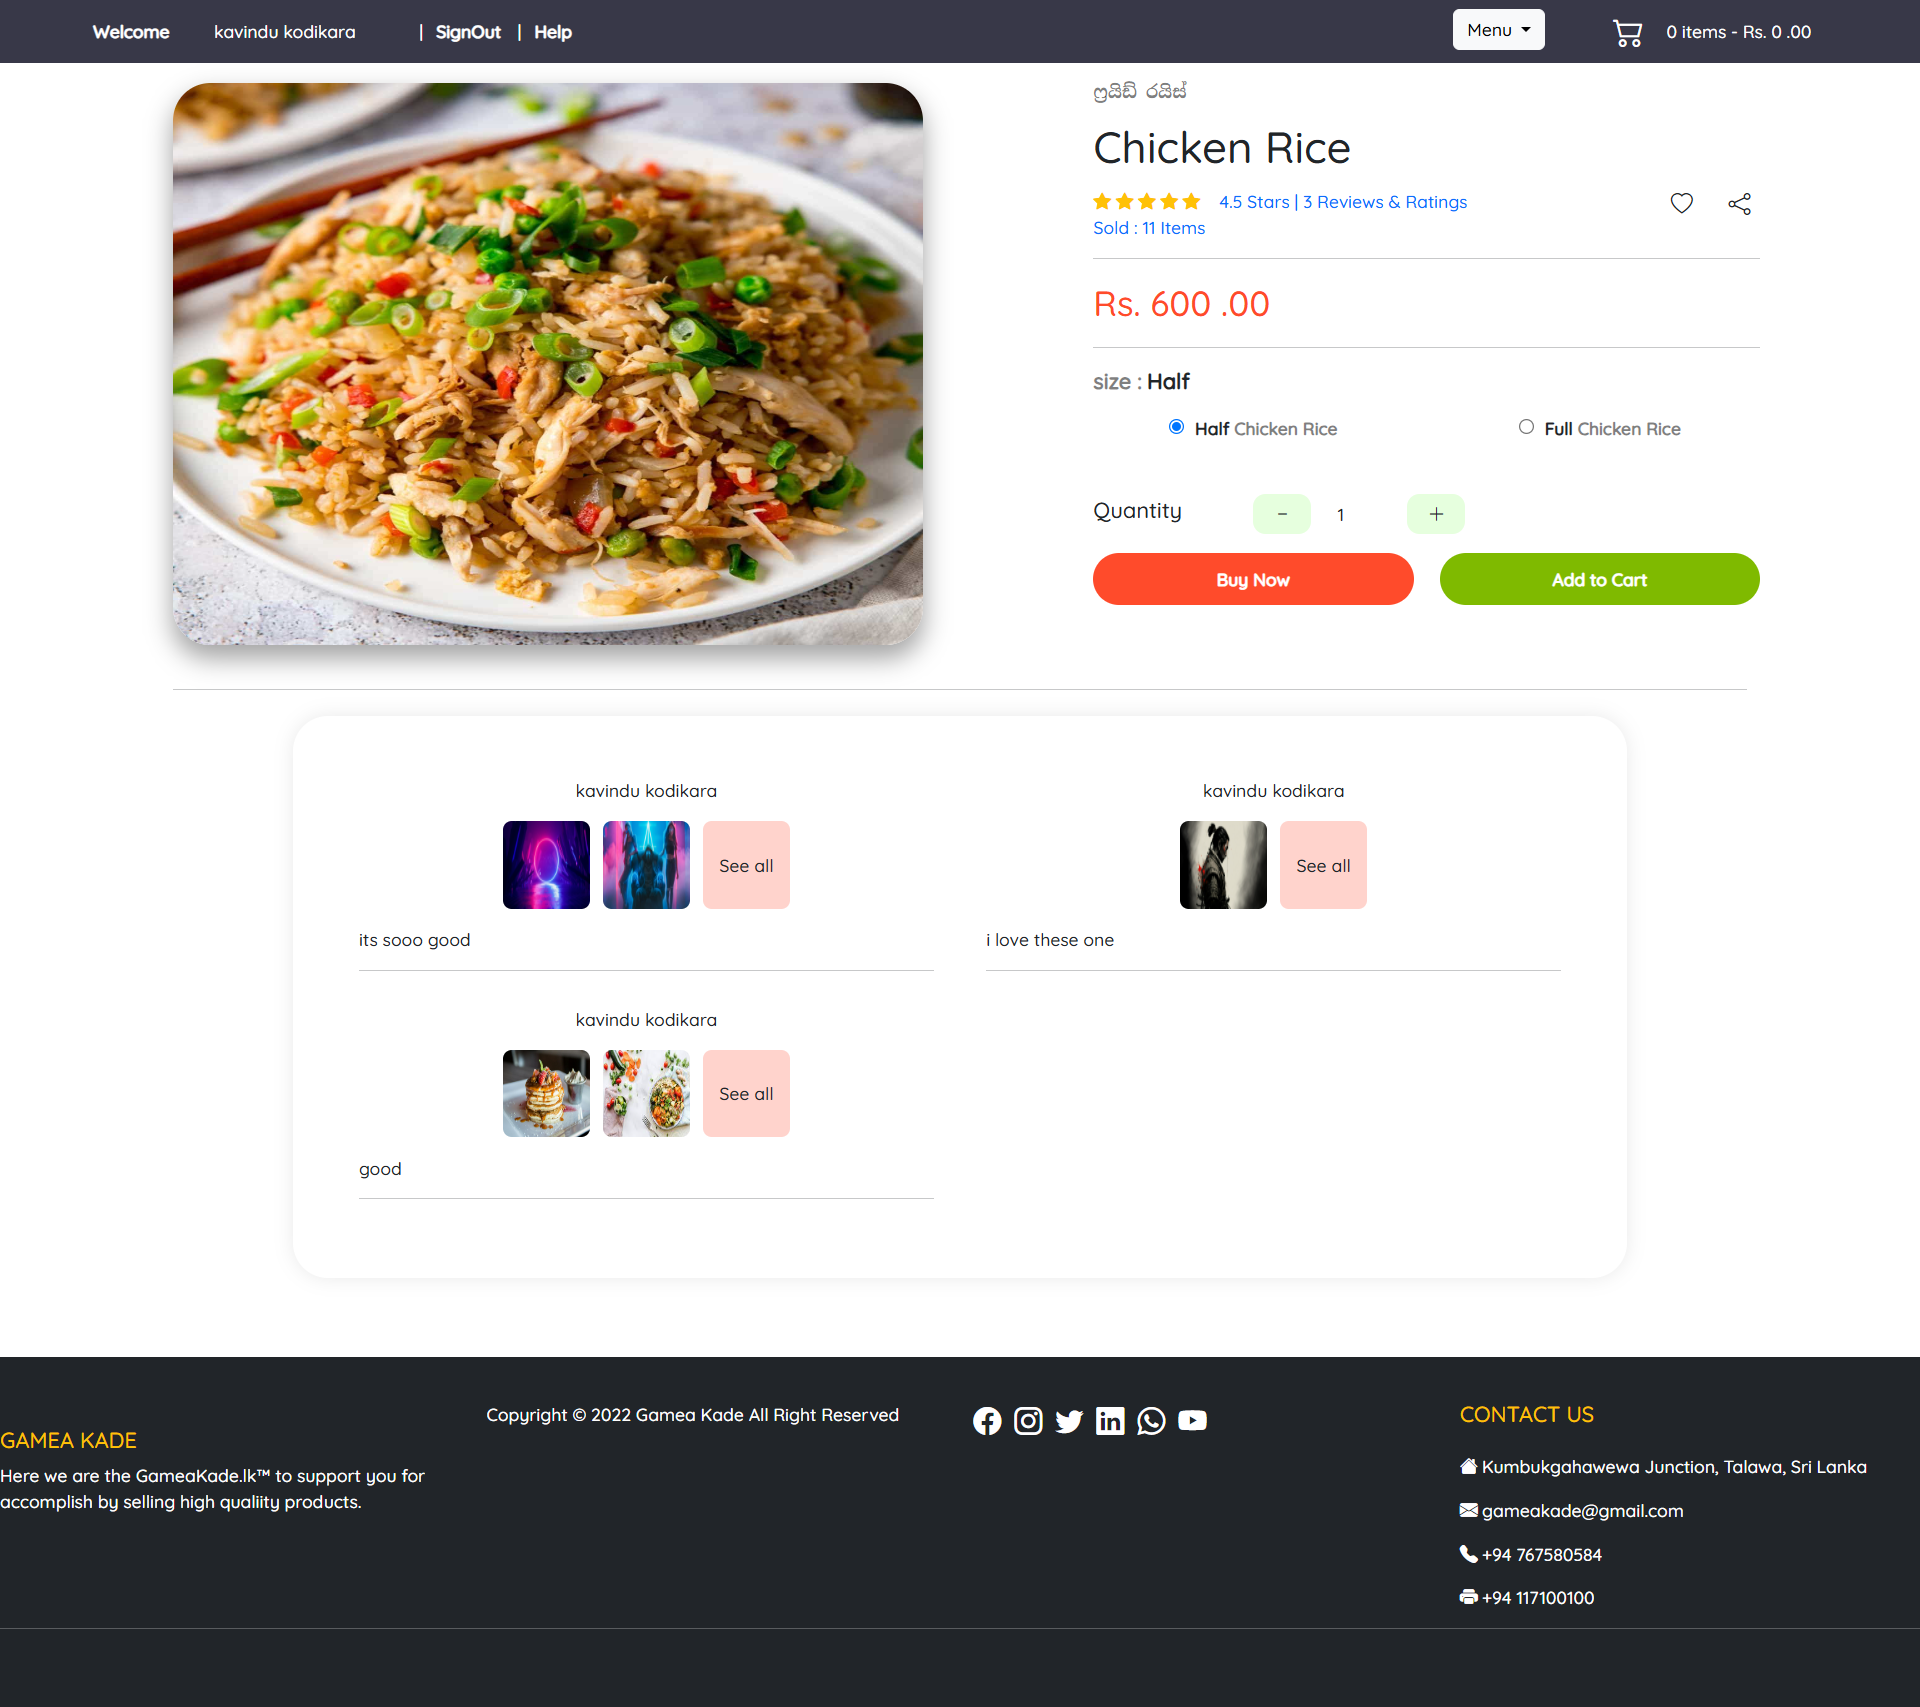 Welcome kavindu kodikara | SignOut | Help Menu 0 items - Rs. 0 .00
ෆ්‍රයිඩ් රයිස්
Chicken Rice
4.5 Stars | 3 Reviews & Ratings
Sold : 11 Items
Rs. 600 .00
size : Half
Half Chicken Rice Full Chicken Rice
Quantity - 1 +
Buy Now Add to Cart
kavindu kodikara
See all
its sooo good
kavindu kodikara
See all
i love these one
kavindu kodikara
See all
good
GAMEA KADE
Here we are the GameaKade.lk™ to support you for
accomplish by selling high qualiity products.
Copyright © 2022 Gamea Kade All Right Reserved
CONTACT US
Kumbukgahawewa Junction, Talawa, Sri Lanka
gameakade@gmail.com
+94 767580584
+94 117100100